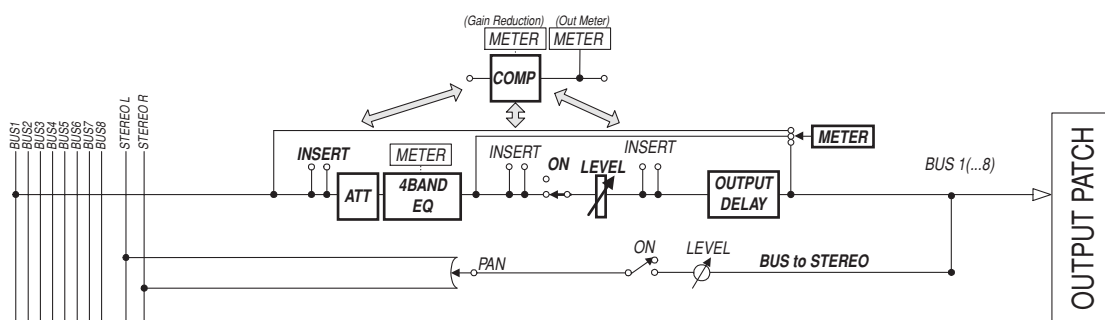 (Gain Reduction) (Out Meter)
METER METER
COMP
BUS1
BUS2
BUS3
BUS4
BUS5
BUS6
BUS7
BUS8
STEREO L
STEREO R
METER
INSERT
METER
INSERT
ON
LEVEL
INSERT
BUS 1(...8)
ATT
4BAND
EQ
OUTPUT
DELAY
PAN
ON
LEVEL
BUS to STEREO
OUTPUT PATCH